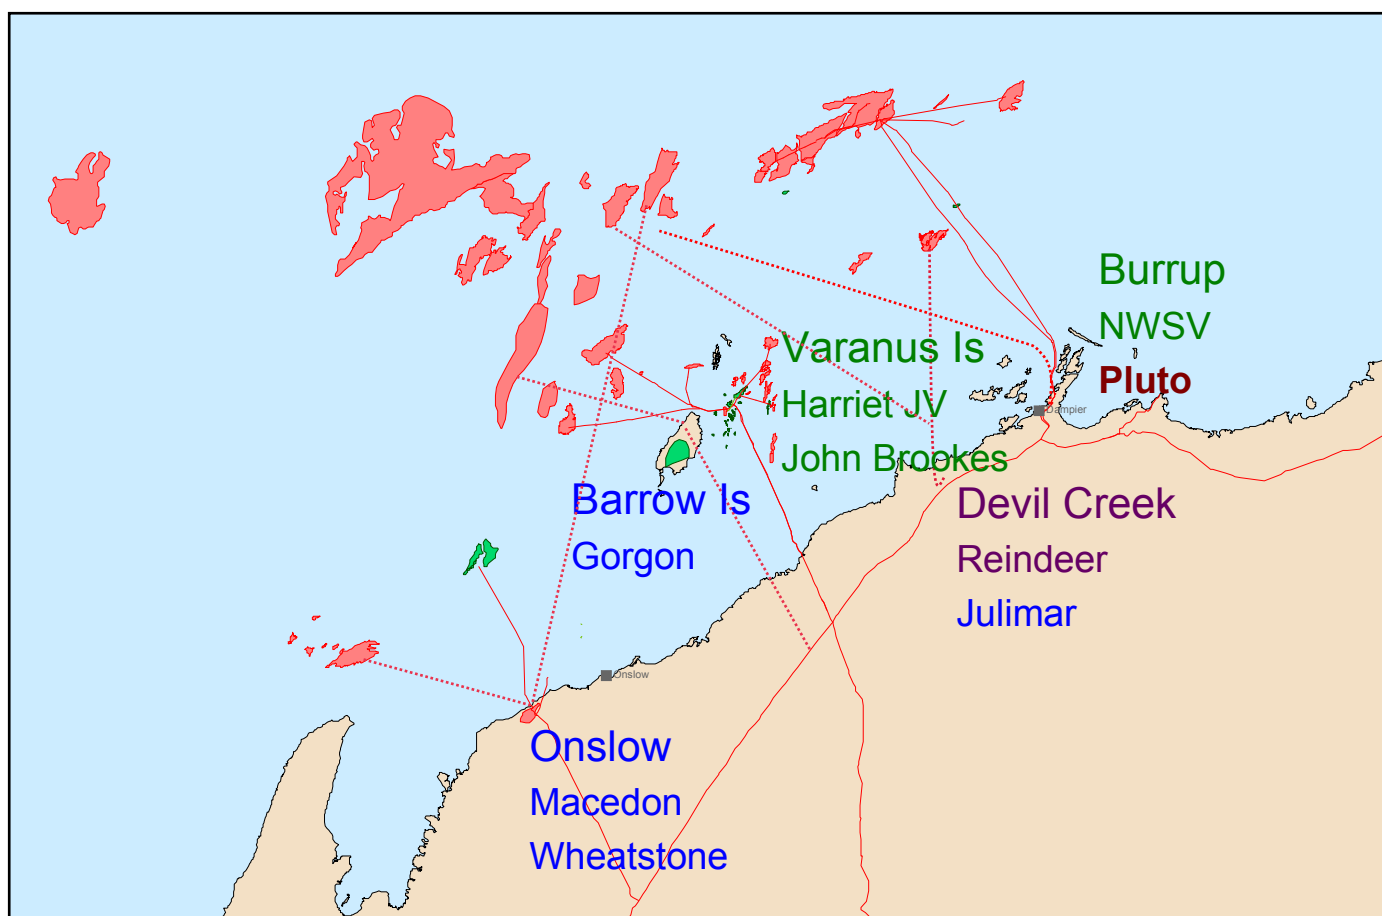 Burrup
NWSV
Pluto
Dampier
Varanus Is
Harriet JV
John Brookes
Barrow Is
Gorgon
Devil Creek
Reindeer
Julimar
Onslow
Onslow
Macedon
Wheatstone